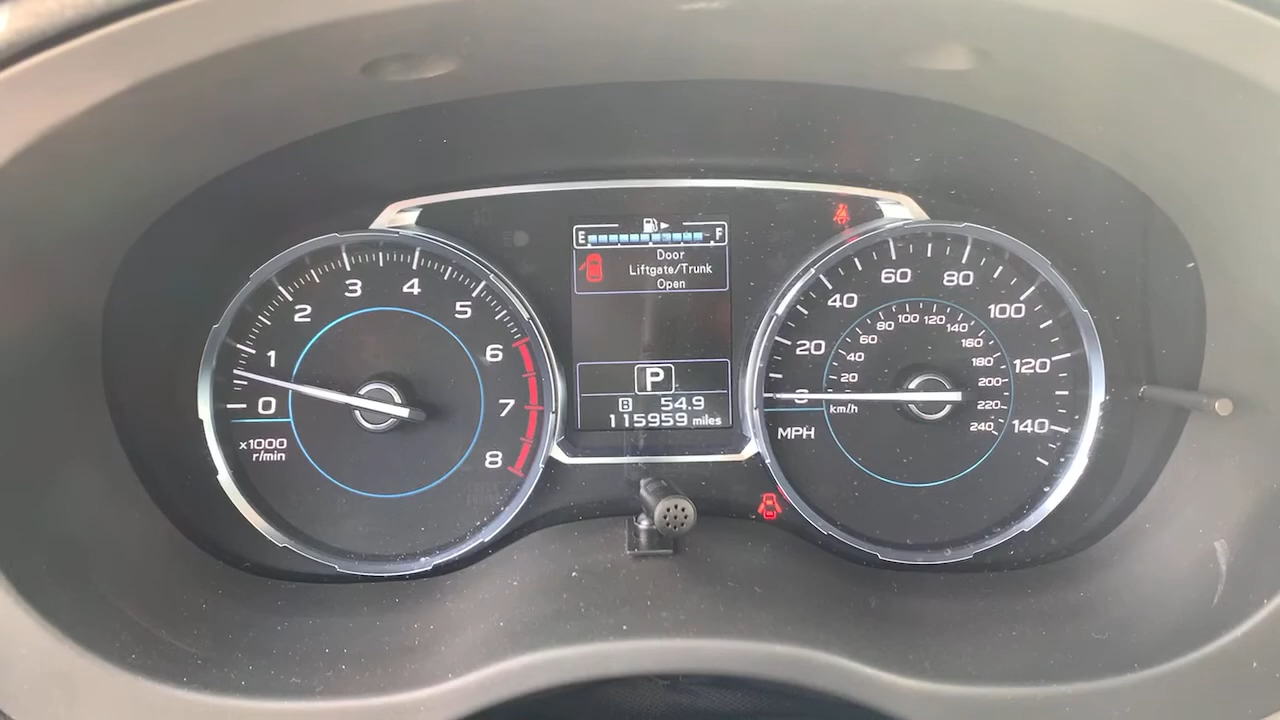 E F
Door
Liftgate/Trunk
Open
P
B 54.9
115959 miles
0
1
2
3
4
5
6
7
8
x1000
r/min
0
20
40
60
80
100
120
140
MPH
km/h
20
40
60
80
100
120
140
160
180
200
220
240